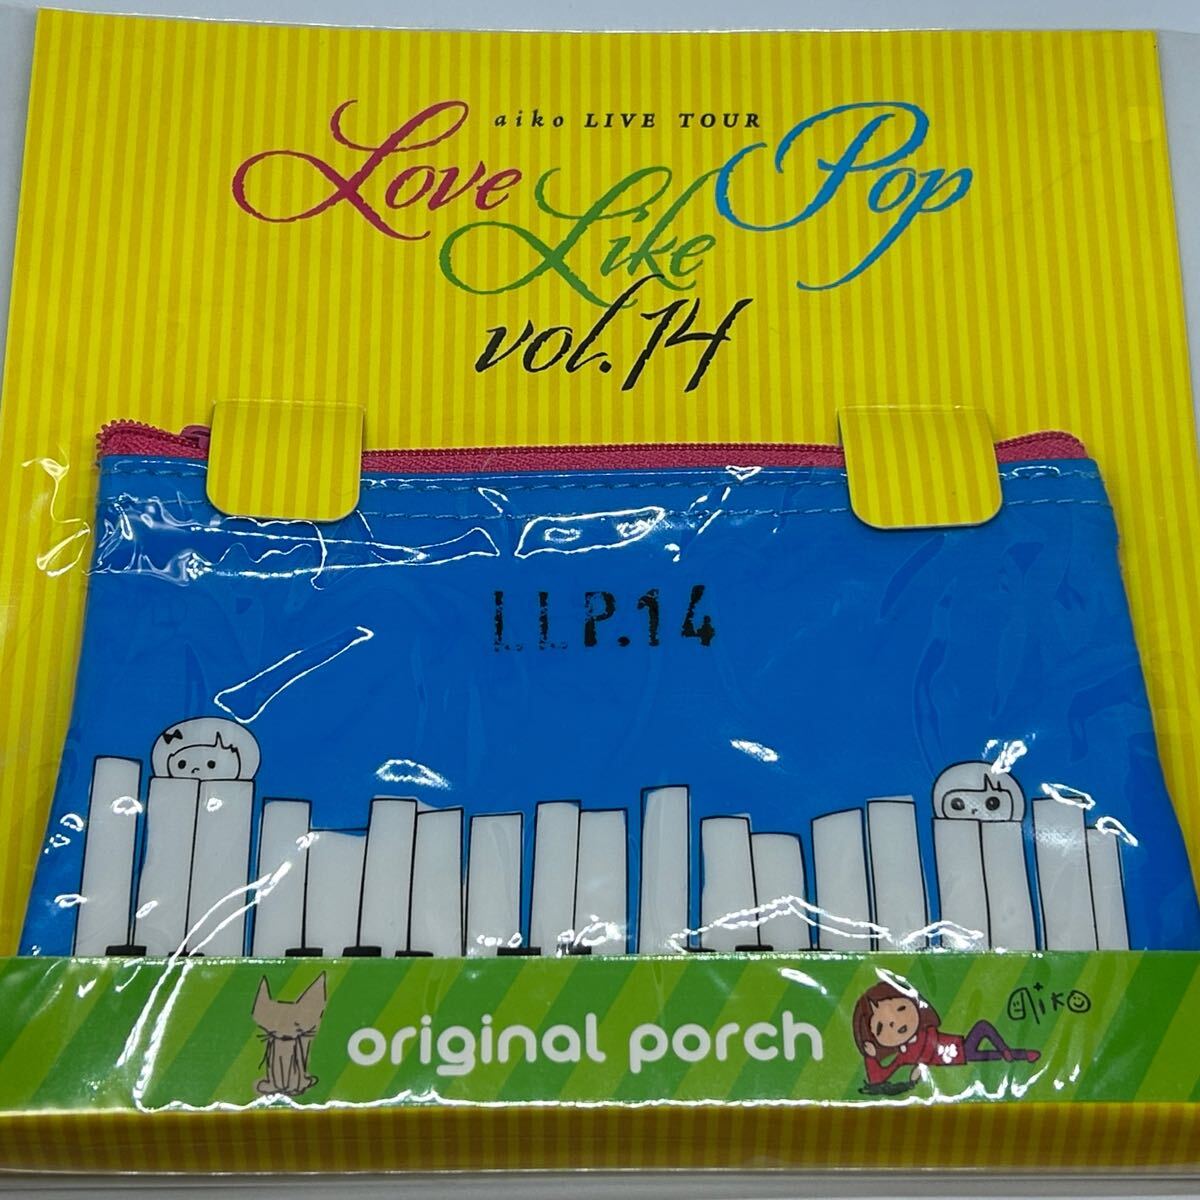 aiko LIVE TOUR
Love Like Pop
vol.14
LLP.14
original porch
aiko